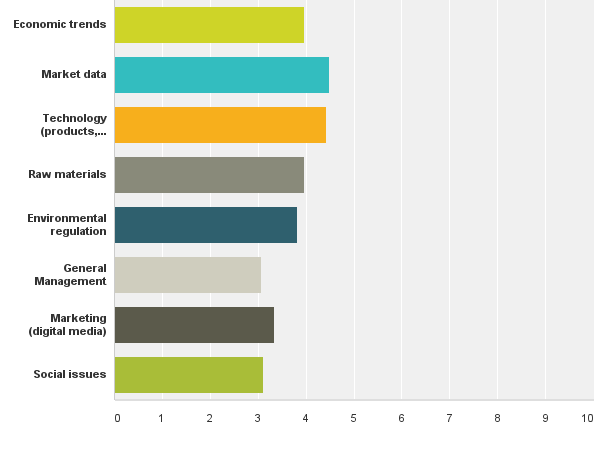 Economic trends
Market data
Technology
(products,...
Raw materials
Environmental
regulation
General
Management
Marketing
(digital media)
Social issues
0 1 2 3 4 5 6 7 8 9 10